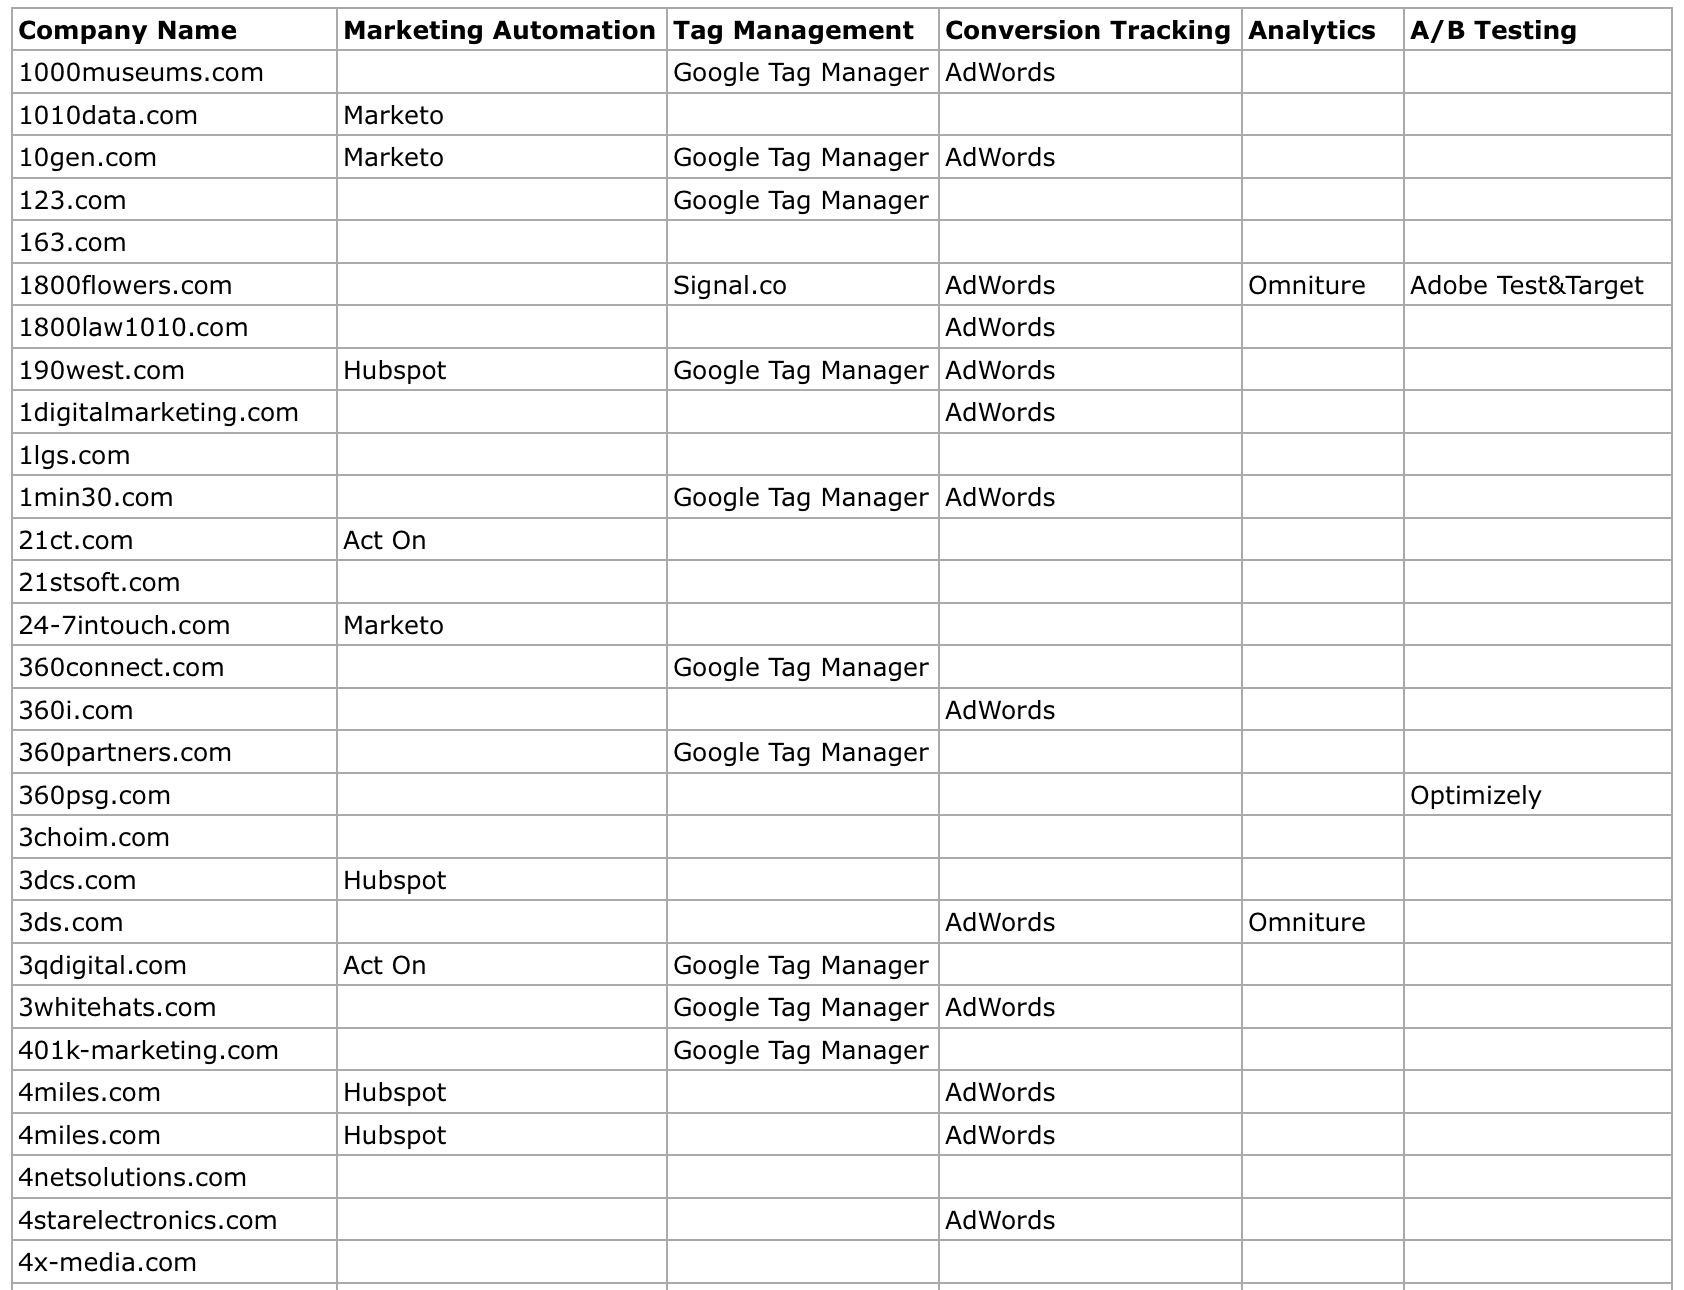 Company Name Marketing Automation Tag Management Conversion Tracking Analytics A/B Testing
1000museums.com Google Tag Manager AdWords
1010data.com Marketo
10gen.com Marketo Google Tag Manager AdWords
123.com Google Tag Manager
163.com
1800flowers.com Signal.co AdWords Omniture Adobe Test&Target
1800law1010.com AdWords
190west.com Hubspot Google Tag Manager AdWords
1digitalmarketing.com AdWords
1lgs.com
1min30.com Google Tag Manager AdWords
21ct.com Act On
21stsoft.com
24-7intouch.com Marketo
360connect.com Google Tag Manager
360i.com AdWords
360partners.com Google Tag Manager
360psg.com Optimizely
3choim.com
3dcs.com Hubspot
3ds.com AdWords Omniture
3qdigital.com Act On Google Tag Manager
3whitehats.com Google Tag Manager AdWords
401k-marketing.com Google Tag Manager
4miles.com Hubspot AdWords
4miles.com Hubspot AdWords
4netsolutions.com
4starelectronics.com AdWords
4x-media.com